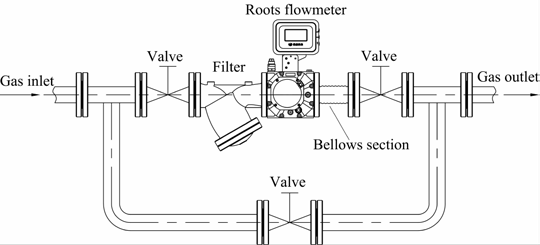 Roots flowmeter
Valve
Filter
Valve
Gas inlet
Gas outlet
Bellows section
Valve